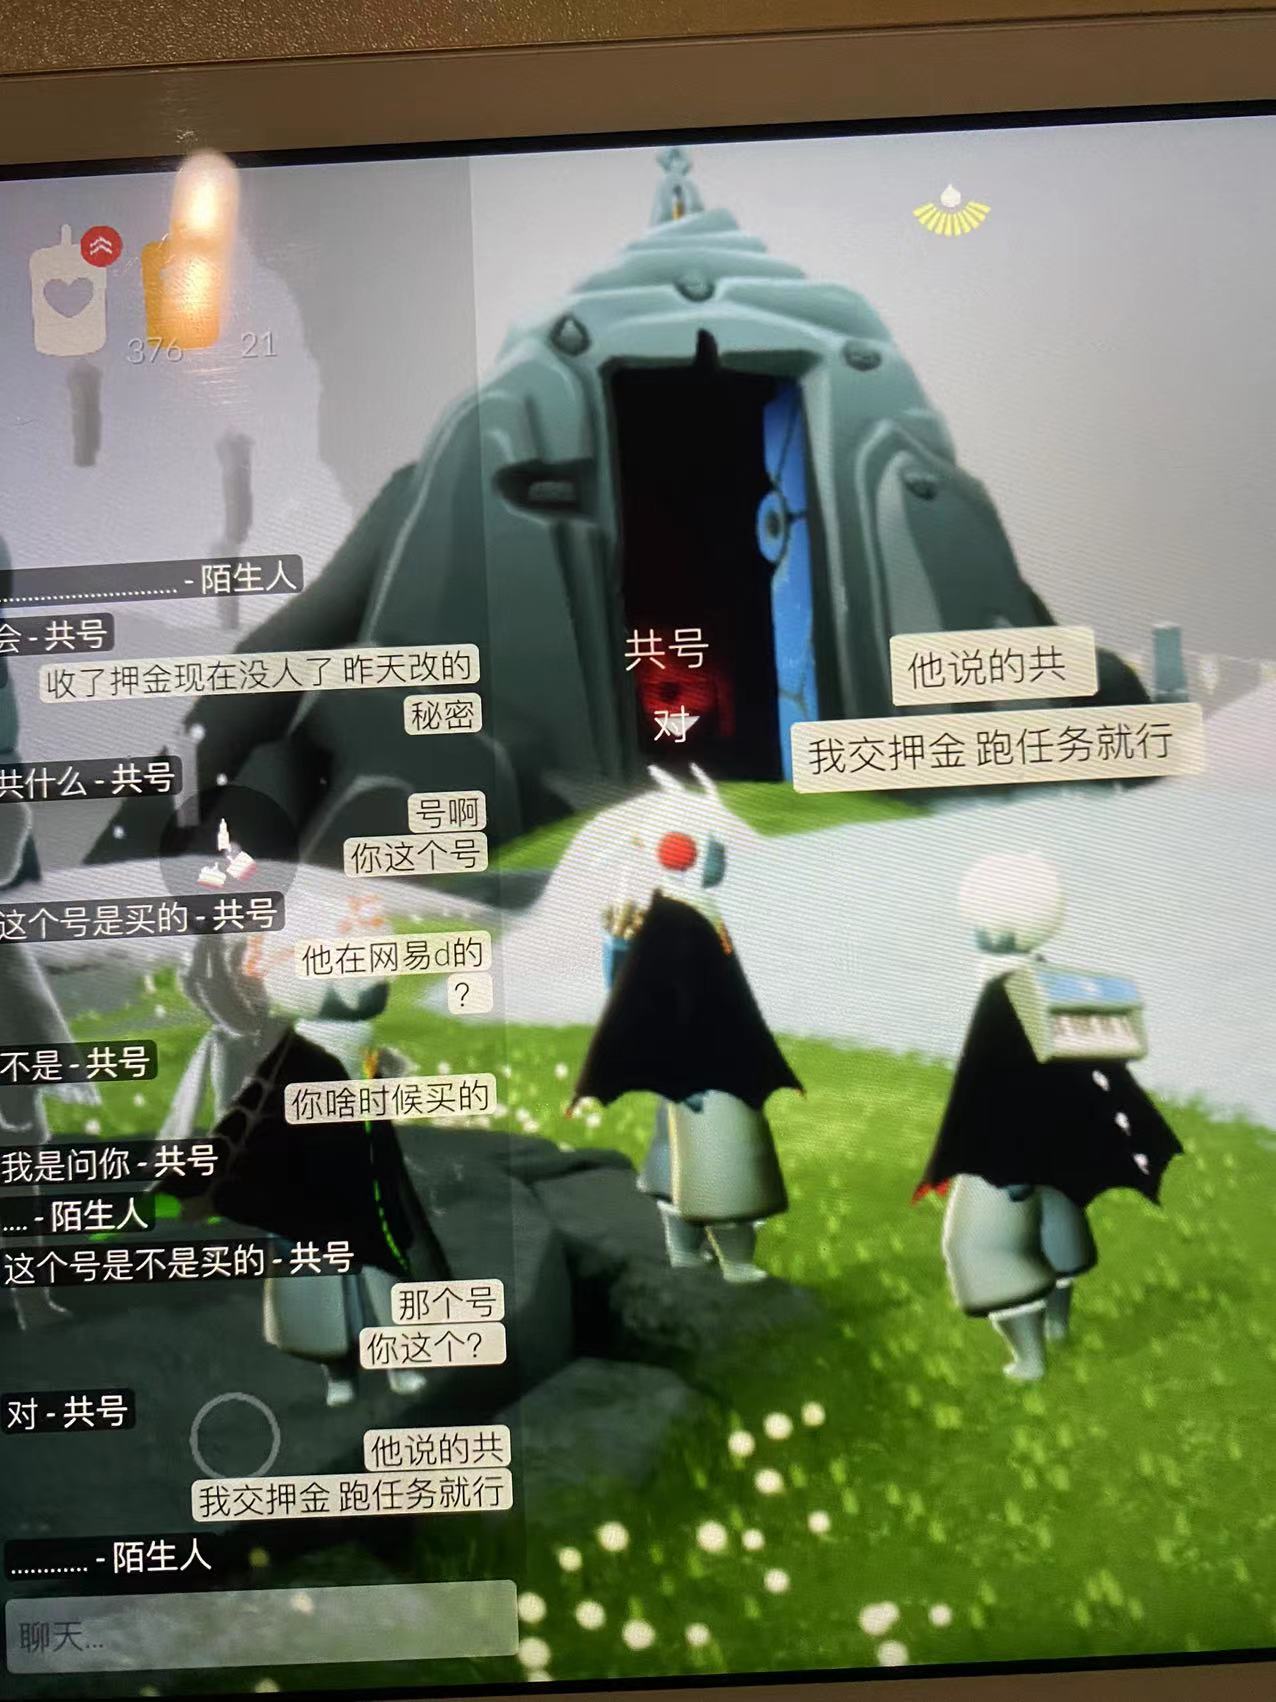 376
21
............................ - 陌生人
会 - 共号
收了押金现在没人了 昨天改的
秘密
共什么 - 共号
号啊
你这个号
这个号是买的 - 共号
他在网易d的
?
不是 - 共号
你啥时候买的
我是问你 - 共号
.... - 陌生人
这个号是不是买的 - 共号
那个号
你这个?
对 - 共号
他说的共
我交押金 跑任务就行
............ - 陌生人
聊天...
共号
对
他说的共
我交押金 跑任务就行